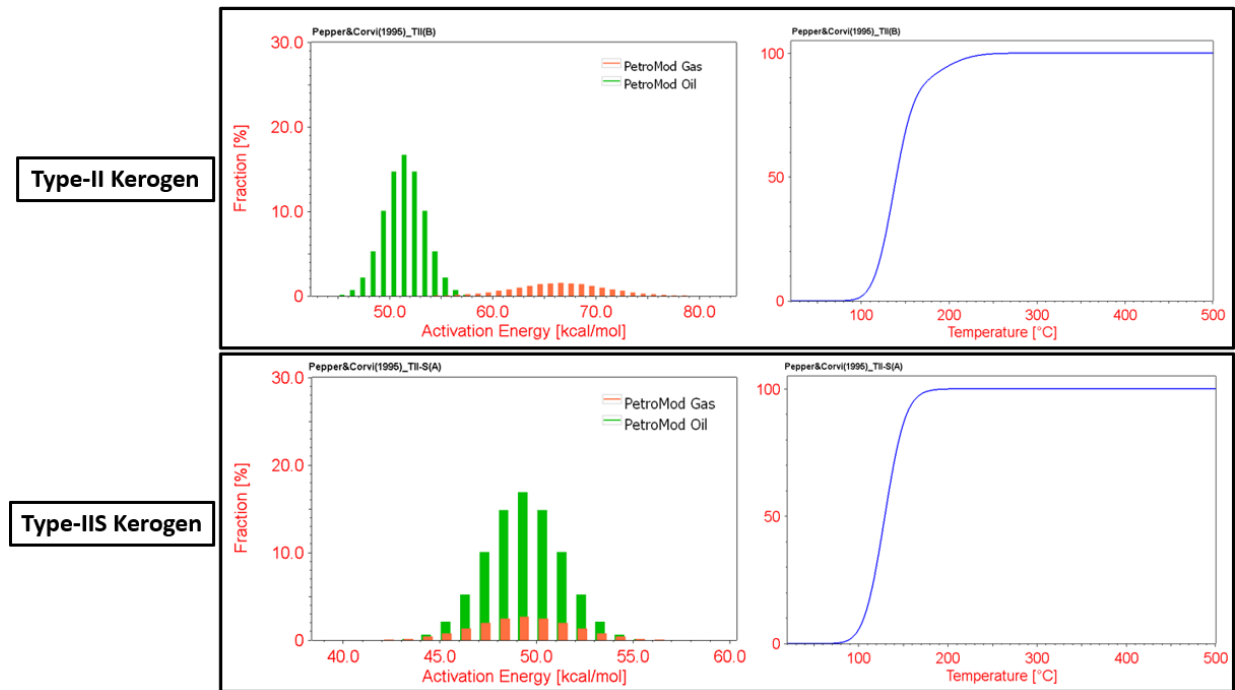 Type-II Kerogen
Pepper&Corvi(1995)_TII(B)
30.0
20.0
10.0
0
Fraction [%]
PetroMod Gas
PetroMod Oil
50.0 60.0 70.0 80.0
Activation Energy [kcal/mol]
Pepper&Corvi(1995)_TII(B)
100
50
0
100 200 300 400 500
Temperature [°C]
Type-IIS Kerogen
Pepper&Corvi(1995)_TII-S(A)
30.0
20.0
10.0
0
Fraction [%]
PetroMod Gas
PetroMod Oil
40.0 45.0 50.0 55.0 60.0
Activation Energy [kcal/mol]
Pepper&Corvi(1995)_TII-S(A)
100
50
0
100 200 300 400 500
Temperature [°C]